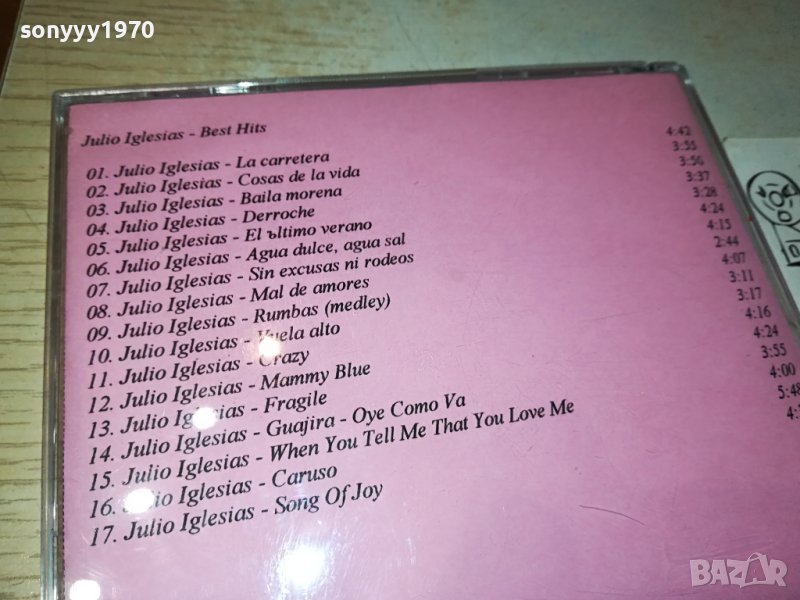 sonyyy1970
Julio Iglesias - Best Hits
01. Julio Iglesias - La carretera 4:42
02. Julio Iglesias - Cosas de la vida 3:55
03. Julio Iglesias - Baila morena 3:56
04. Julio Iglesias - Derroche 3:37
05. Julio Iglesias - El ъltimo verano 3:28
06. Julio Iglesias - Agua dulce, agua sal 4:24
07. Julio Iglesias - Sin excusas ni rodeos 4:15
08. Julio Iglesias - Mal de amores 2:44
09. Julio Iglesias - Rumbas (medley) 4:07
10. Julio Iglesias - Vuela alto 3:11
11. Julio Iglesias - Crazy 3:17
12. Julio Iglesias - Mammy Blue 4:16
13. Julio Iglesias - Fragile 4:24
14. Julio Iglesias - Guajira - Oye Como Va 3:55
15. Julio Iglesias - When You Tell Me That You Love Me 4:00
16. Julio Iglesias - Caruso 5:48
17. Julio Iglesias - Song Of Joy
BAZAR
bg